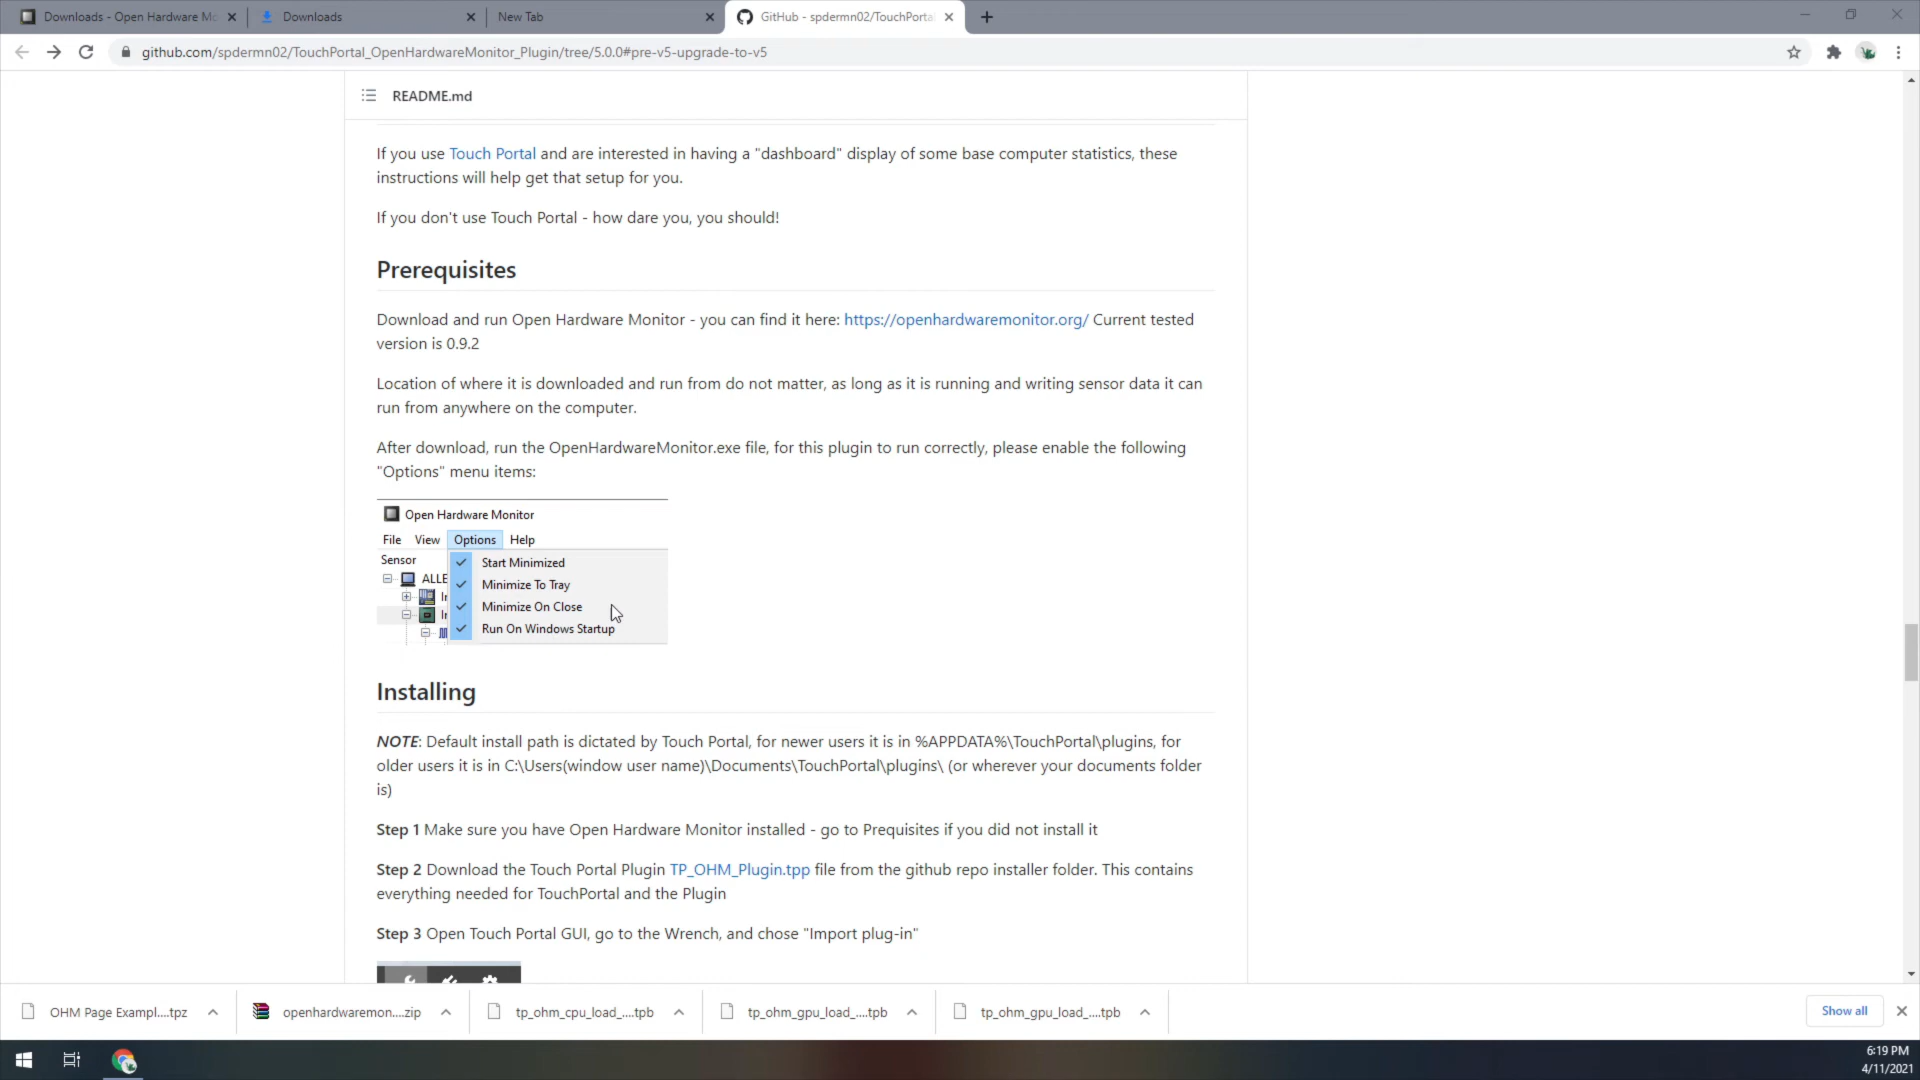 Downloads - Open Hardware Mo
Downloads
New Tab
GitHub - spdermn02/TouchPorta
github.com/spdermn02/TouchPortal_OpenHardwareMonitor_Plugin/tree/5.0.0#pre-v5-upgrade-to-v5
README.md
If you use Touch Portal and are interested in having a "dashboard" display of some base computer statistics, these
instructions will help get that setup for you.
If you don't use Touch Portal - how dare you, you should!
Prerequisites
Download and run Open Hardware Monitor - you can find it here: https://openhardwaremonitor.org/ Current tested
version is 0.9.2
Location of where it is downloaded and run from do not matter, as long as it is running and writing sensor data it can
run from anywhere on the computer.
After download, run the OpenHardwareMonitor.exe file, for this plugin to run correctly, please enable the following
"Options" menu items:
Open Hardware Monitor
File View Options Help
Sensor
Start Minimized
ALLE
Minimize To Tray
Minimize On Close
Run On Windows Startup
Installing
NOTE: Default install path is dictated by Touch Portal, for newer users it is in %APPDATA%\TouchPortal\plugins, for
older users it is in C:\Users(window user name)\Documents\TouchPortal\plugins\ (or wherever your documents folder
is)
Step 1 Make sure you have Open Hardware Monitor installed - go to Prequisites if you did not install it
Step 2 Download the Touch Portal Plugin TP_OHM_Plugin.tpp file from the github repo installer folder. This contains
everything needed for TouchPortal and the Plugin
Step 3 Open Touch Portal GUI, go to the Wrench, and chose "Import plug-in"
OHM Page Exampl....tpz
openhardwaremon....zip
tp_ohm_cpu_load_....tpb
tp_ohm_gpu_load_....tpb
tp_ohm_gpu_load_....tpb
Show all
6:19 PM
4/11/2021